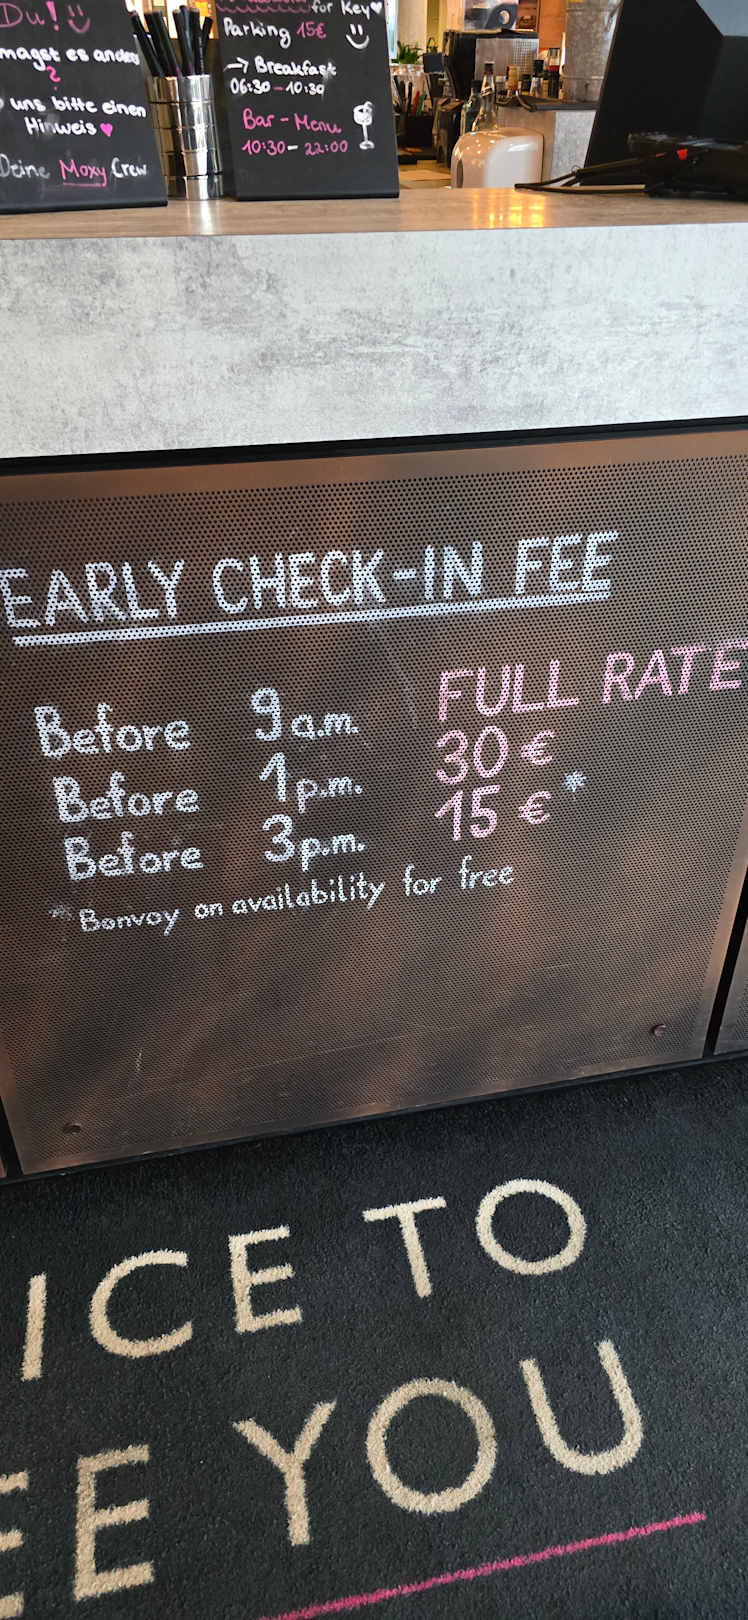 Du!
magst es anders
?
uns bitte einen
Hinweis
Deine Moxy Crew
for Key
Parking 15€
→ Breakfast
06:30 - 10:30
Bar - Menu
10:30 - 22:00
EARLY CHECK-IN FEE
Before 9 a.m. FULL RATE
Before 1 p.m. 30 €
Before 3 p.m. 15 € *
* Bonvoy on availability for free
ICE TO
EE YOU